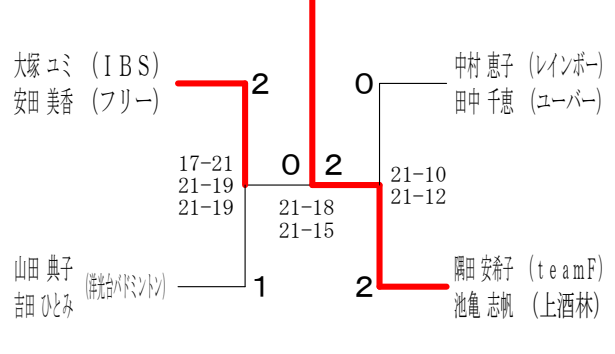 大塚 ユミ (IBS)
安田 美香 (フリー)
2
17-21
21-19
21-19
山田 典子
吉田 ひとみ
(洋光台バドミントン)
1
0 2
21-18
21-15
中村 恵子 (レインボー)
田中 千恵 (ユーバー)
0
21-10
21-12
隅田 安希子 (teamF)
池亀 志帆 (上酒林)
2